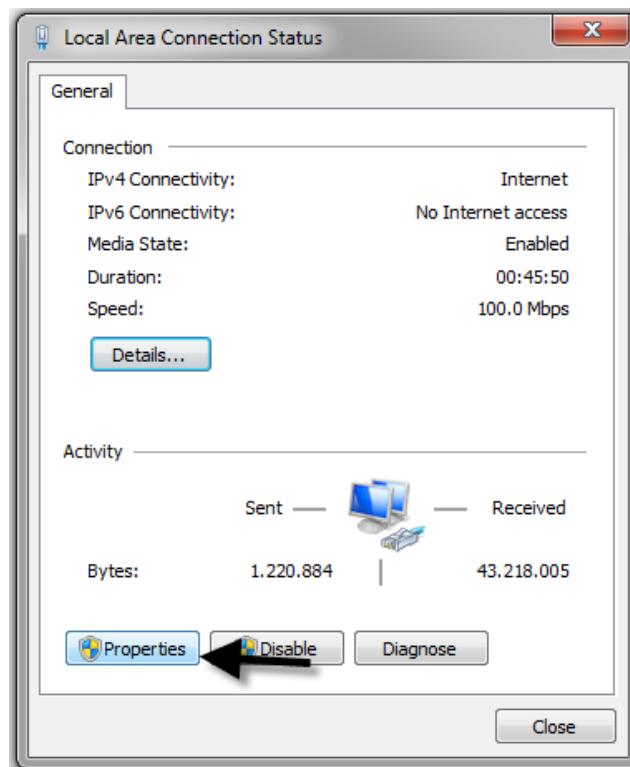 Local Area Connection Status
General
Connection
IPv4 Connectivity: Internet
IPv6 Connectivity: No Internet access
Media State: Enabled
Duration: 00:45:50
Speed: 100.0 Mbps
Details...
Activity
Sent Received
Bytes: 1.220.884 43.218.005
Properties Disable Diagnose
Close